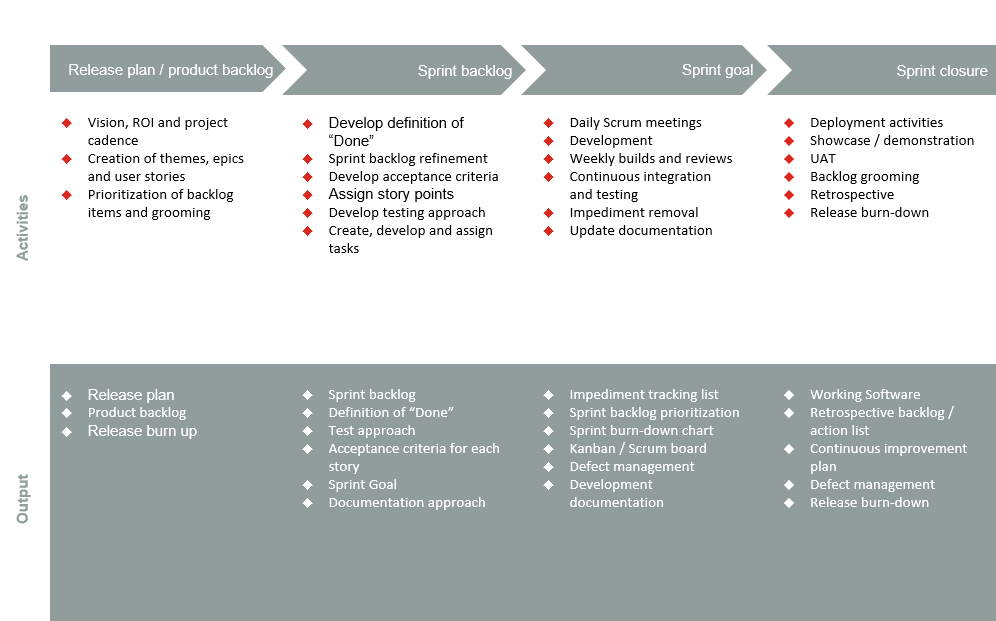 Release plan / product backlog
Sprint backlog
Sprint goal
Sprint closure
Activities
Vision, ROI and project
cadence
Creation of themes, epics
and user stories
Prioritization of backlog
items and grooming
Develop definition of
“Done”
Sprint backlog refinement
Develop acceptance criteria
Assign story points
Develop testing approach
Create, develop and assign
tasks
Daily Scrum meetings
Development
Weekly builds and reviews
Continuous integration
and testing
Impediment removal
Update documentation
Deployment activities
Showcase / demonstration
UAT
Backlog grooming
Retrospective
Release burn-down
Output
Release plan
Product backlog
Release burn up
Sprint backlog
Definition of “Done”
Test approach
Acceptance criteria for each
story
Sprint Goal
Documentation approach
Impediment tracking list
Sprint backlog prioritization
Sprint burn-down chart
Kanban / Scrum board
Defect management
Development
documentation
Working Software
Retrospective backlog /
action list
Continuous improvement
plan
Defect management
Release burn-down